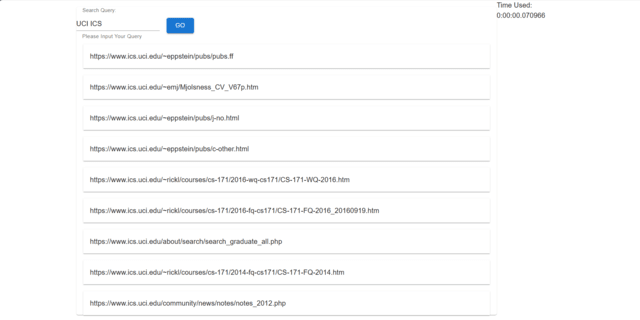 Search Query
UCI ICS
GO
Please Input Your Query
https://www.ics.uci.edu/~eppstein/pubs/pubs.ff
https://www.ics.uci.edu/~emj/Mjolsness_CV_V67p.htm
https://www.ics.uci.edu/~eppstein/pubs/j-no.html
https://www.ics.uci.edu/~eppstein/pubs/c-other.html
https://www.ics.uci.edu/~rickl/courses/cs-171/2016-wq-cs171/CS-171-WQ-2016.htm
https://www.ics.uci.edu/~rickl/courses/cs-171/2016-fq-cs171/CS-171-FQ-2016_20160919.htm
https://www.ics.uci.edu/about/search/search_graduate_all.php
https://www.ics.uci.edu/~rickl/courses/cs-171/2014-fq-cs171/CS-171-FQ-2014.htm
https://www.ics.uci.edu/community/news/notes/notes_2012.php
Time Used:
0:00:00.070966